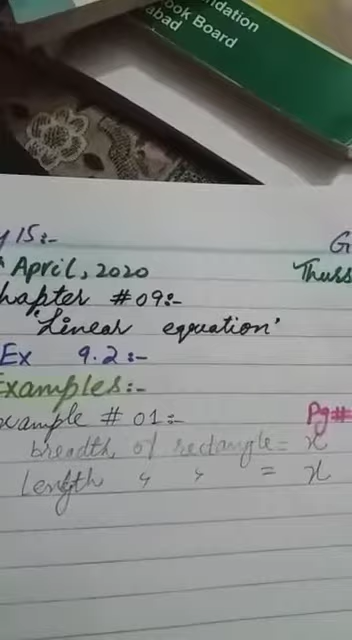 ndation
ook Board
abad
y 15:-
G
April, 2020
Thurs
hapter #09:-
'Linear equation'
Ex 9.2:-
Examples:-
xample # 01:-
Pg#
breadth of rectangle = x
Length " " = x